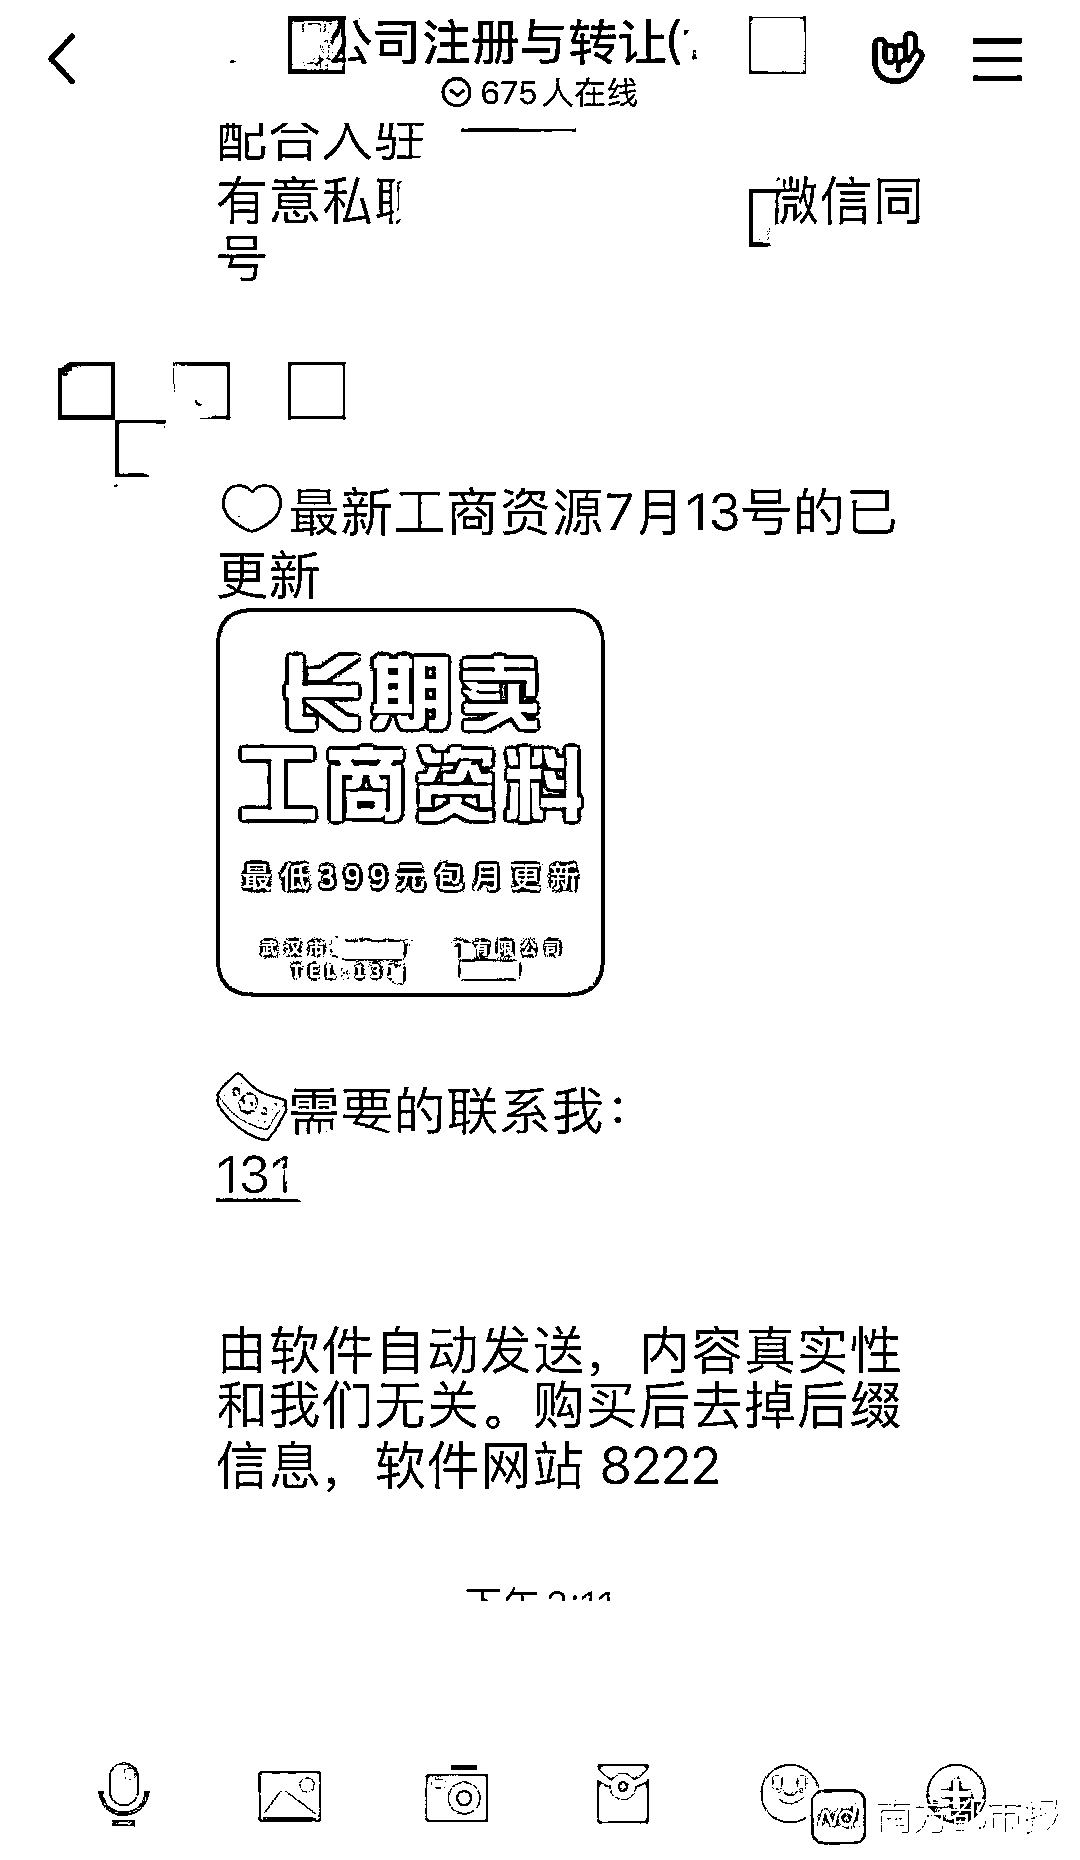 公司注册与转让(
675人在线
配合入驻
有意私聊 微信同
号
最新工商资源7月13号的已
更新
长期卖
工商资料
最低399元包月更新
武汉市 有限公司
TEL:131
需要的联系我：
131
由软件自动发送，内容真实性
和我们无关。购买后去掉后缀
信息，软件网站 8222
下午
南方都市报